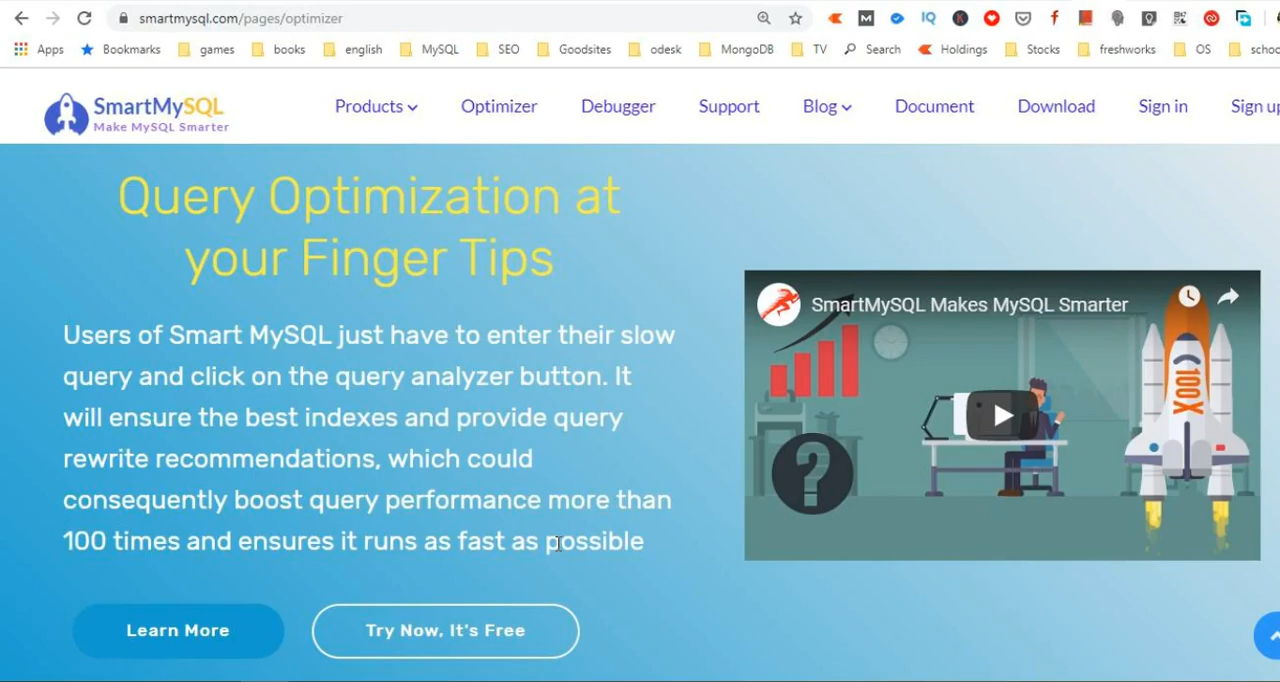 smartmysql.com/pages/optimizer
M IQ K f
Apps Bookmarks games books english MySQL SEO Goodsites odesk MongoDB TV Search Holdings Stocks freshworks OS schoo
SmartMySQL
Make MySQL Smarter
Products Optimizer Debugger Support Blog Document Download Sign in Sign up
Query Optimization at
your Finger Tips
Users of Smart MySQL just have to enter their slow
query and click on the query analyzer button. It
will ensure the best indexes and provide query
rewrite recommendations, which could
consequently boost query performance more than
100 times and ensures it runs as fast as possible
SmartMySQL Makes MySQL Smarter
100X
?
Learn More Try Now, It's Free